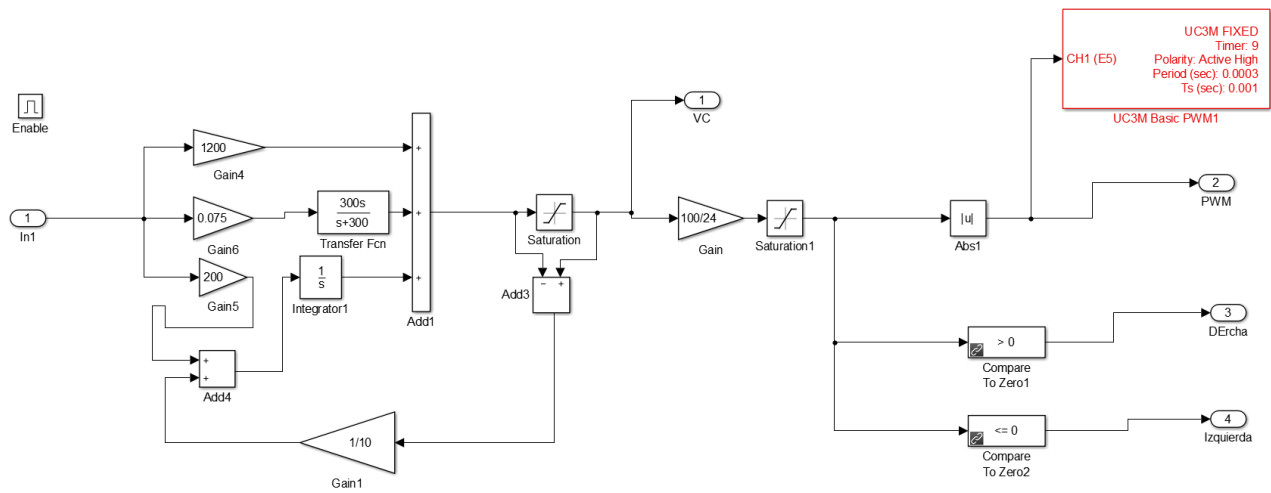 UC3M FIXED
Timer: 9
CH1 (E5)
Polarity: Active High
Period (sec): 0.0003
Ts (sec): 0.001
UC3M Basic PWM1
Enable
1
VC
1200
Gain4
+
Add1
1
In1
0.075
Gain6
300s
s+300
Transfer Fcn
+
Saturation
100/24
Gain
Saturation1
|u|
Abs1
2
PWM
200
Gain5
1
s
Integrator1
+
Add3
− +
3
DErcha
> 0
Compare
To Zero1
+
+
Add4
4
Izquierda
<= 0
Compare
To Zero2
1/10
Gain1